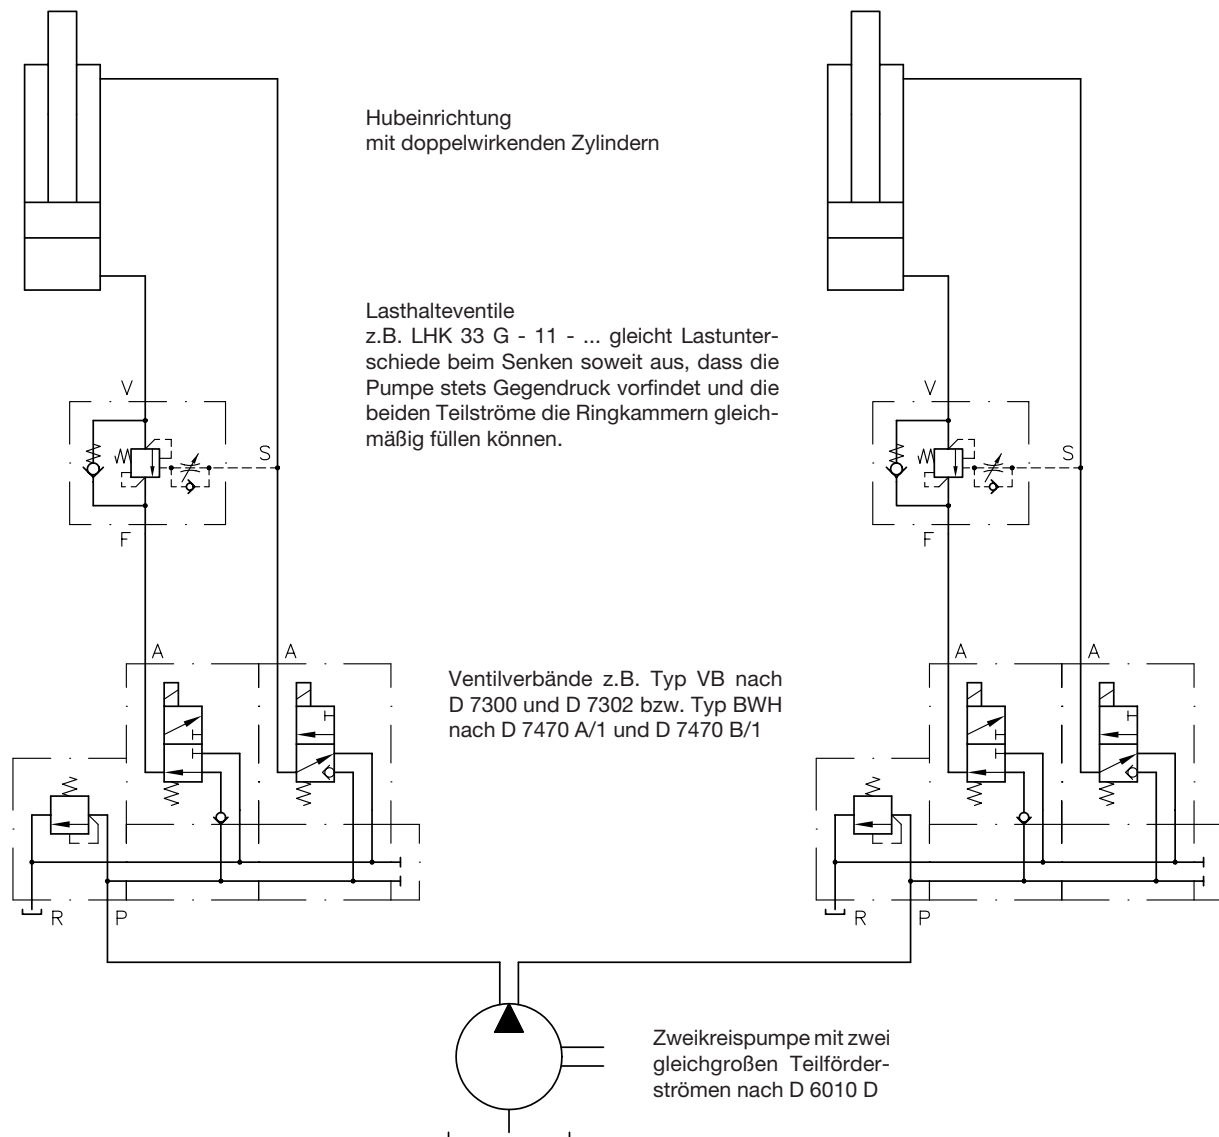 Hubeinrichtung
mit doppelwirkenden Zylindern
Lasthalteventile
z.B. LHK 33 G - 11 - ... gleicht Lastunter-
schiede beim Senken soweit aus, dass die
Pumpe stets Gegendruck vorfindet und die
beiden Teilströme die Ringkammern gleich-
mäßig füllen können.
V
V
S
S
F
F
A
A
A
A
Ventilverbände z.B. Typ VB nach
D 7300 und D 7302 bzw. Typ BWH
nach D 7470 A/1 und D 7470 B/1
R
P
R
P
Zweikreispumpe mit zwei
gleichgroßen Teilförder-
strömen nach D 6010 D